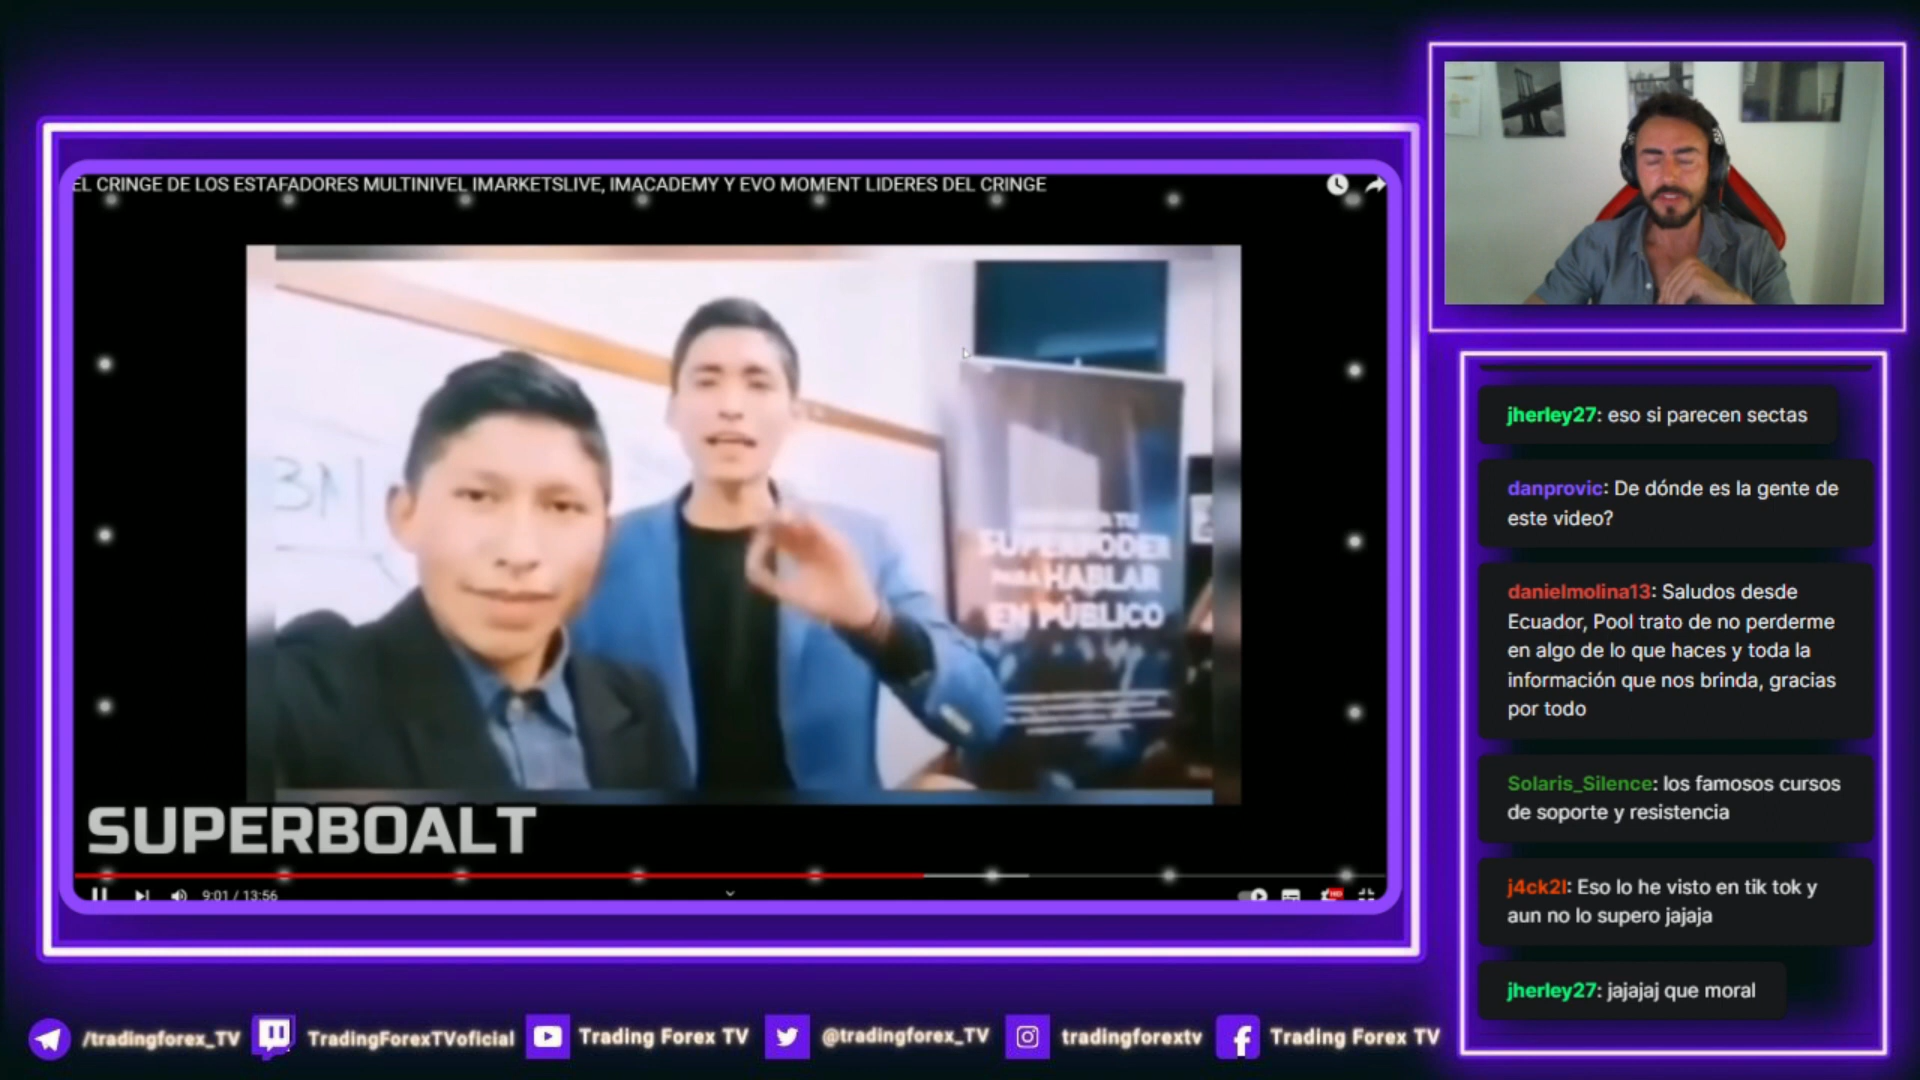 EL CRINGE DE LOS ESTAFADORES MULTINIVEL IMARKETSLIVE, IMACADEMY Y EVO MOMENT LIDERES DEL CRINGE
TU
SUPERPODER
PARA HABLAR
EN PÚBLICO
SUPERBOALT
9:01 / 13:56
HD
jherley27: eso si parecen sectas
danprovic: De dónde es la gente de
este video?
danielmolina13: Saludos desde
Ecuador, Pool trato de no perderme
en algo de lo que haces y toda la
información que nos brinda, gracias
por todo
Solaris_Silence: los famosos cursos
de soporte y resistencia
j4ck2l: Eso lo he visto en tik tok y
aun no lo supero jajaja
jherley27: jajajaj que moral
/tradingforex_TV
TradingForexTVoficial
Trading Forex TV
@tradingforex_TV
tradingforextv
Trading Forex TV